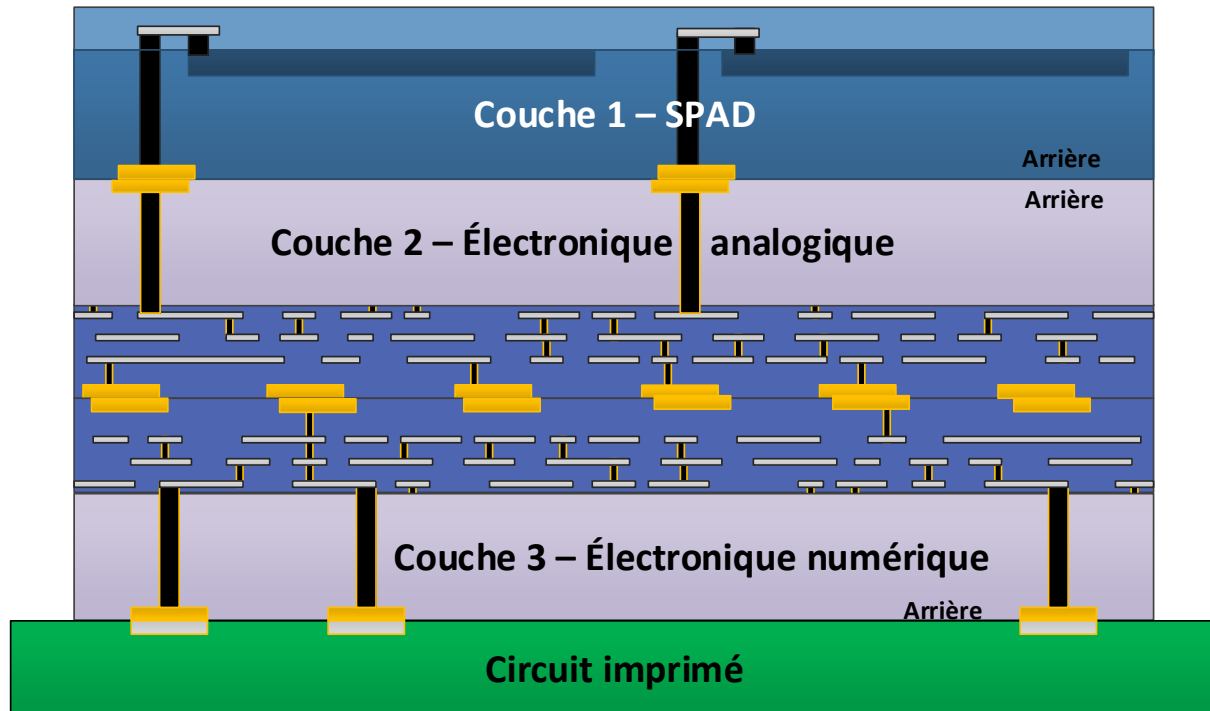 Couche 1 – SPAD
Arrière
Arrière
Couche 2 – Électronique analogique
Couche 3 – Électronique numérique
Arrière
Circuit imprimé